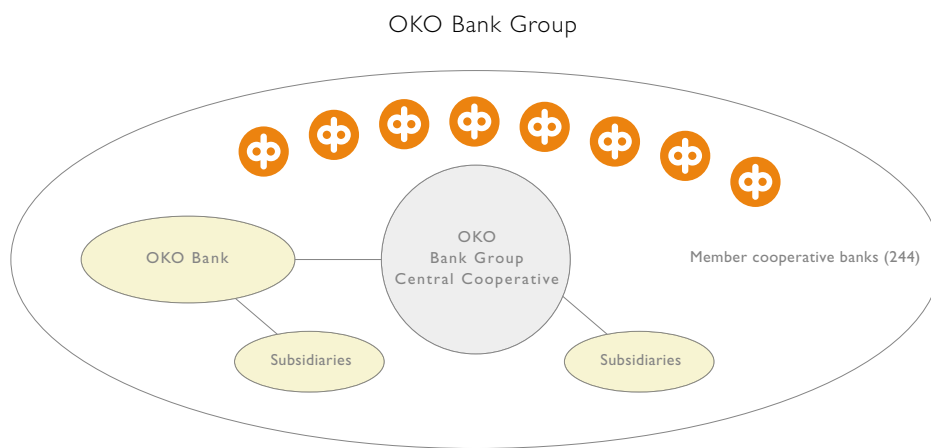 OKO Bank Group
OKO
Bank Group
Central Cooperative
OKO Bank
Member cooperative banks (244)
Subsidiaries
Subsidiaries